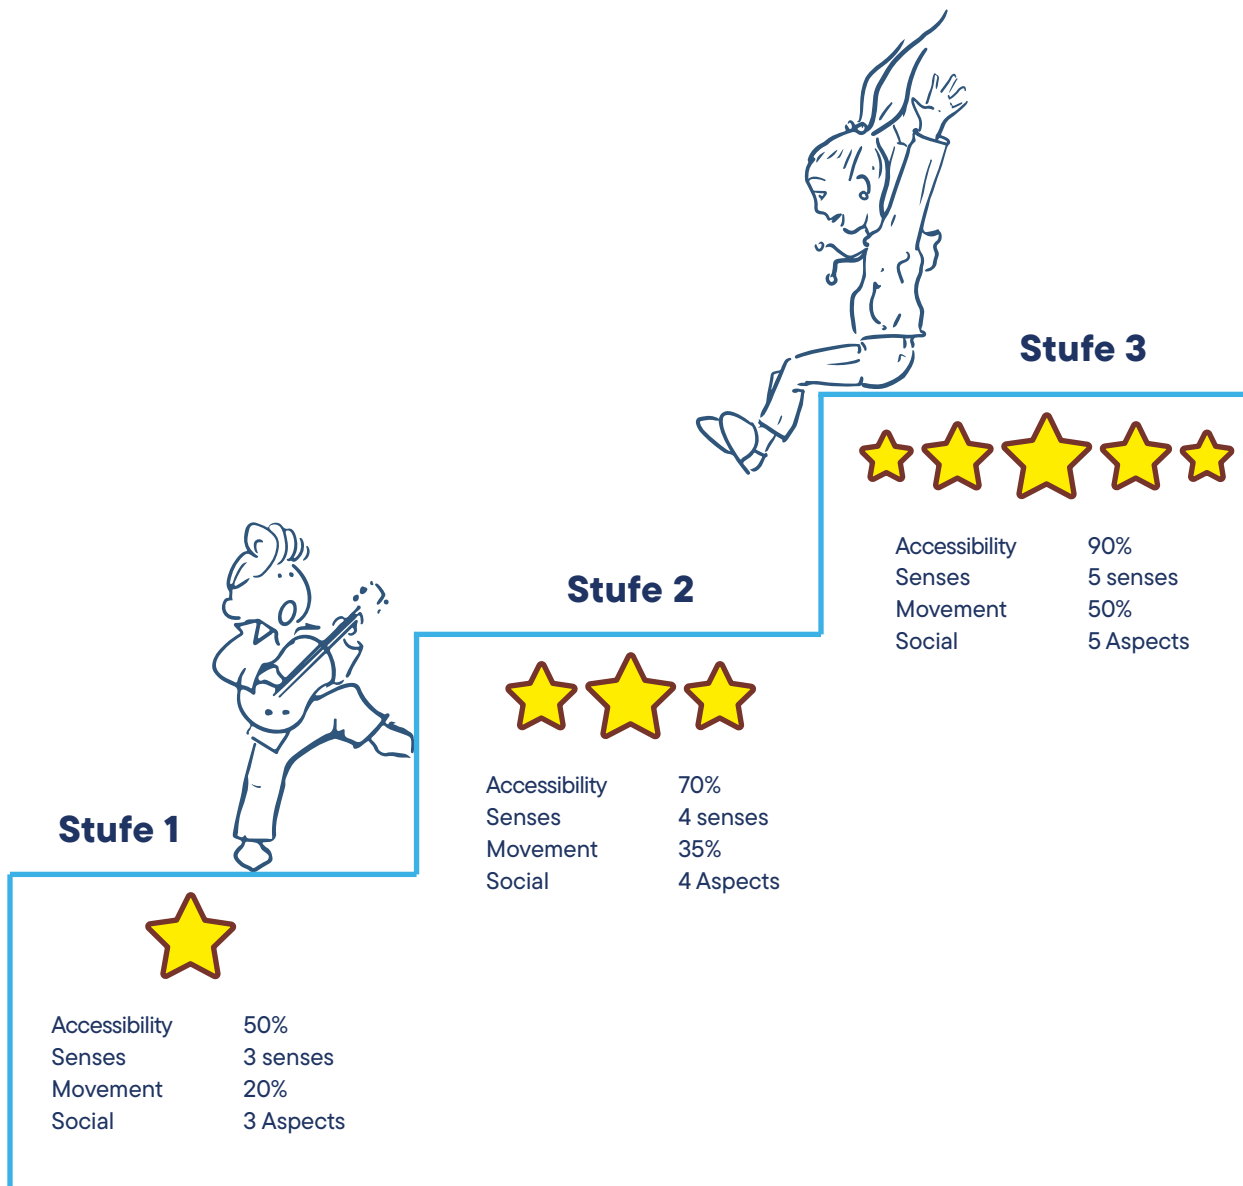 Stufe 3
Accessibility 90%
Senses 5 senses
Movement 50%
Social 5 Aspects
Stufe 2
Accessibility 70%
Senses 4 senses
Movement 35%
Social 4 Aspects
Stufe 1
Accessibility 50%
Senses 3 senses
Movement 20%
Social 3 Aspects